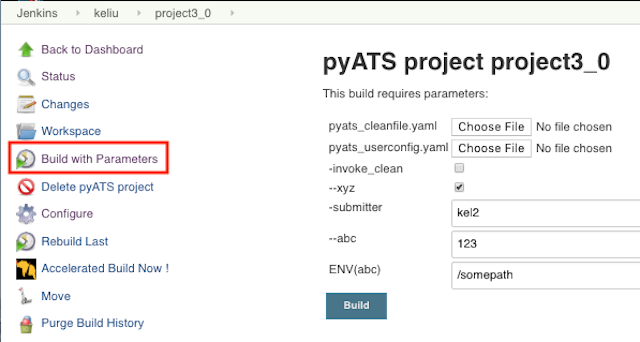 Jenkins keliu project3_0
Back to Dashboard
Status
Changes
Workspace
Build with Parameters
Delete pyATS project
Configure
Rebuild Last
Accelerated Build Now !
Move
Purge Build History
pyATS project project3_0
This build requires parameters:
pyats_cleanfile.yaml Choose File No file chosen
pyats_userconfig.yaml Choose File No file chosen
-invoke_clean
--xyz
-submitter kel2
--abc 123
ENV(abc) /somepath
Build